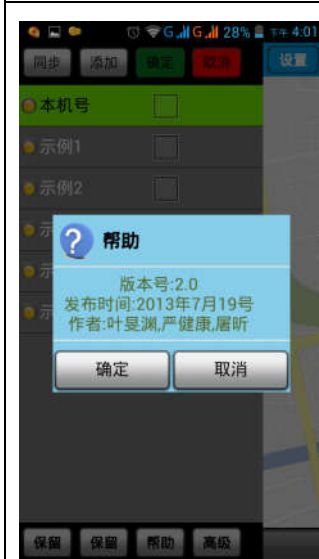 G G 28% 下午 4:01
同步 添加 确定 取消 设置
本机号
示例1
示例2
示
示
示
帮助
版本号:2.0
发布时间:2013年7月19号
作者:叶旻渊,严健康,屠昕
确定 取消
保留 保留 帮助 高级